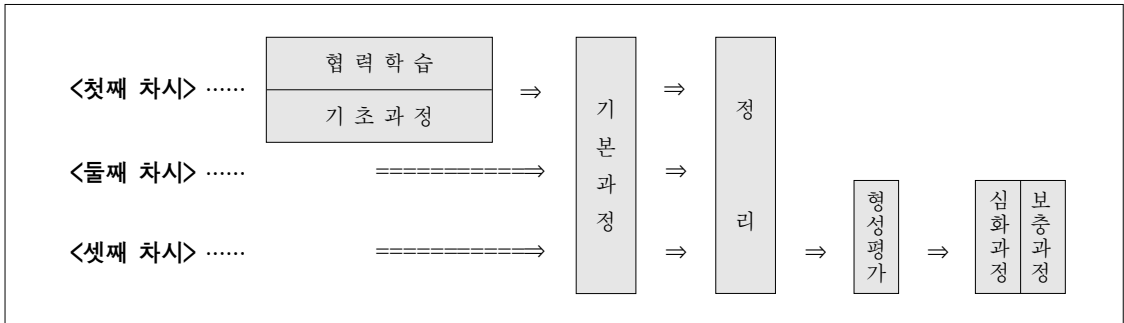 협 력 학 습
<첫째 차시> …… ⇒ ⇒
기 초 과 정
기본과정
정리
<둘째 차시> …… ==============⇒ ⇒
형성평가
심화과정
보충과정
<셋째 차시> …… ==============⇒ ⇒ ⇒ ⇒